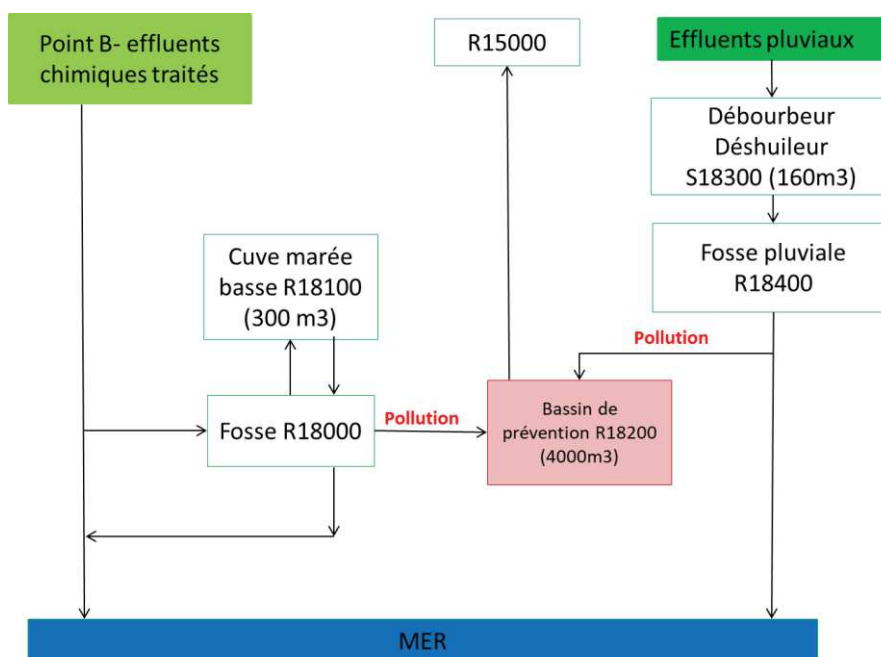 Point B- effluents
chimiques traités
R15000
Effluents pluviaux
Débourbeur
Déshuileur
S18300 (160m3)
Cuve marée
basse R18100
(300 m3)
Fosse pluviale
R18400
Pollution
Fosse R18000
Pollution
Bassin de
prévention R18200
(4000m3)
MER